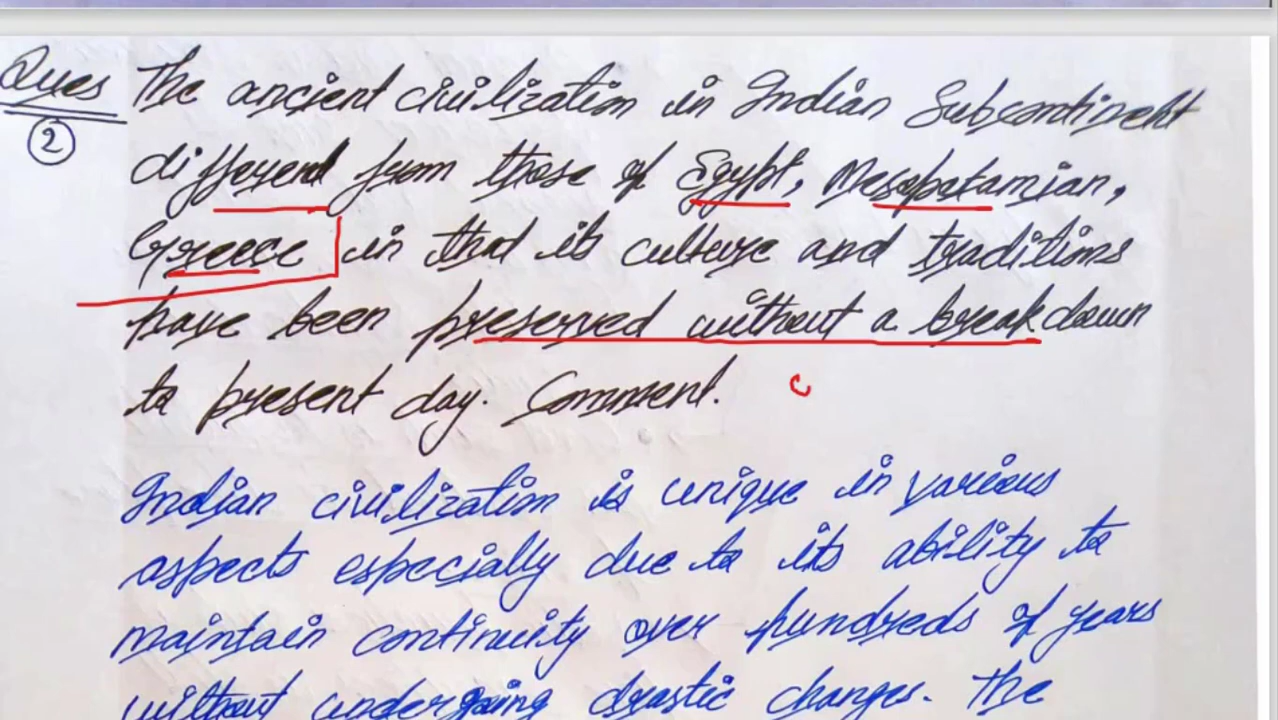 Ques The ancient civilization in Indian Subcontinent
② different from those of Egypt, Mesopotamian,
Greece in that its culture and traditions
have been preserved without a breakdown
to present day. Comment.
Indian civilization is unique in various
aspects especially due to its ability to
maintain continuity over hundreds of years
without undergoing drastic changes. The